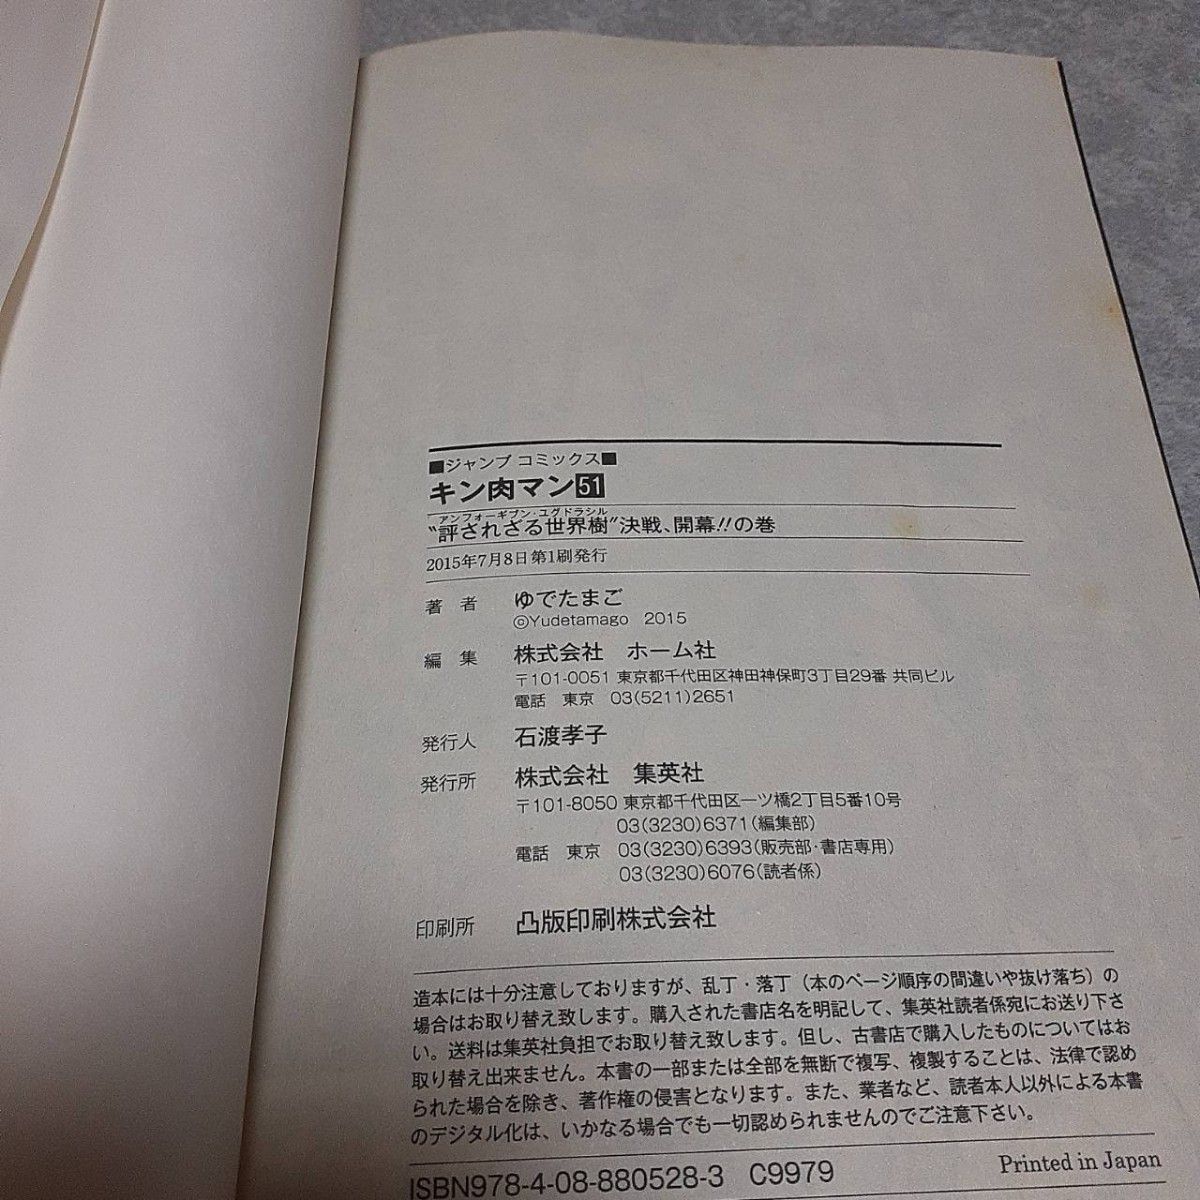 ■ジャンプ コミックス■
キン肉マン51
アンフォーギブン・ユグドラシル
“評されざる世界樹”決戦、開幕!!の巻
2015年7月8日第1刷発行
著者 ゆでたまご
©Yudetamago 2015
編集 株式会社 ホーム社
〒101-0051 東京都千代田区神田神保町3丁目29番 共同ビル
電話 東京 03(5211)2651
発行人 石渡孝子
発行所 株式会社 集英社
〒101-8050 東京都千代田区一ツ橋2丁目5番10号
03(3230)6371(編集部)
電話 東京 03(3230)6393(販売部・書店専用)
03(3230)6076(読者係)
印刷所 凸版印刷株式会社
造本には十分注意しておりますが、乱丁・落丁（本のページ順序の間違いや抜け落ち）の
場合はお取り替え致します。購入された書店名を明記して、集英社読者係宛にお送り下さ
い。送料は集英社負担でお取り替え致します。但し、古書店で購入したものについてはお
取り替え出来ません。本書の一部または全部を無断で複写、複製することは、法律で認め
られた場合を除き、著作権の侵害となります。また、業者など、読者本人以外による本書
のデジタル化は、いかなる場合でも一切認められませんのでご注意下さい。
ISBN978-4-08-880528-3 C9979 Printed in Japan